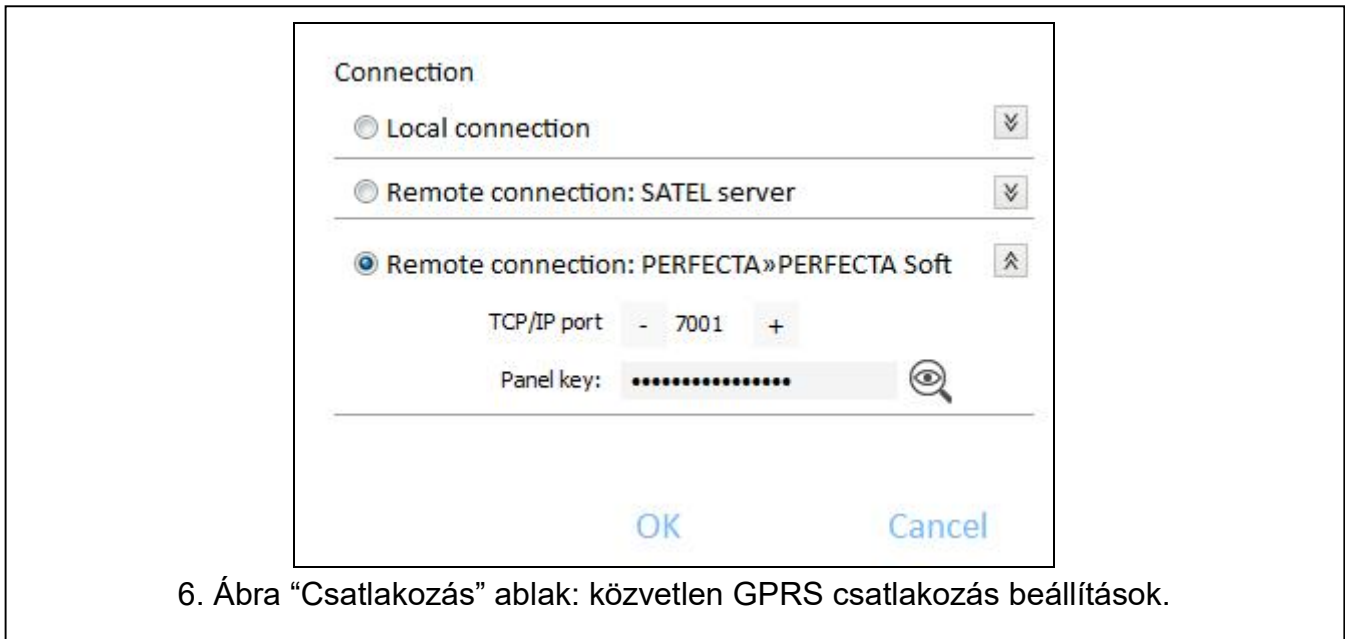 Connection
Local connection
Remote connection: SATEL server
Remote connection: PERFECTA»PERFECTA Soft
TCP/IP port - 7001 +
Panel key: ••••••••••••••••
OK Cancel
6. Ábra “Csatlakozás” ablak: közvetlen GPRS csatlakozás beállítások.